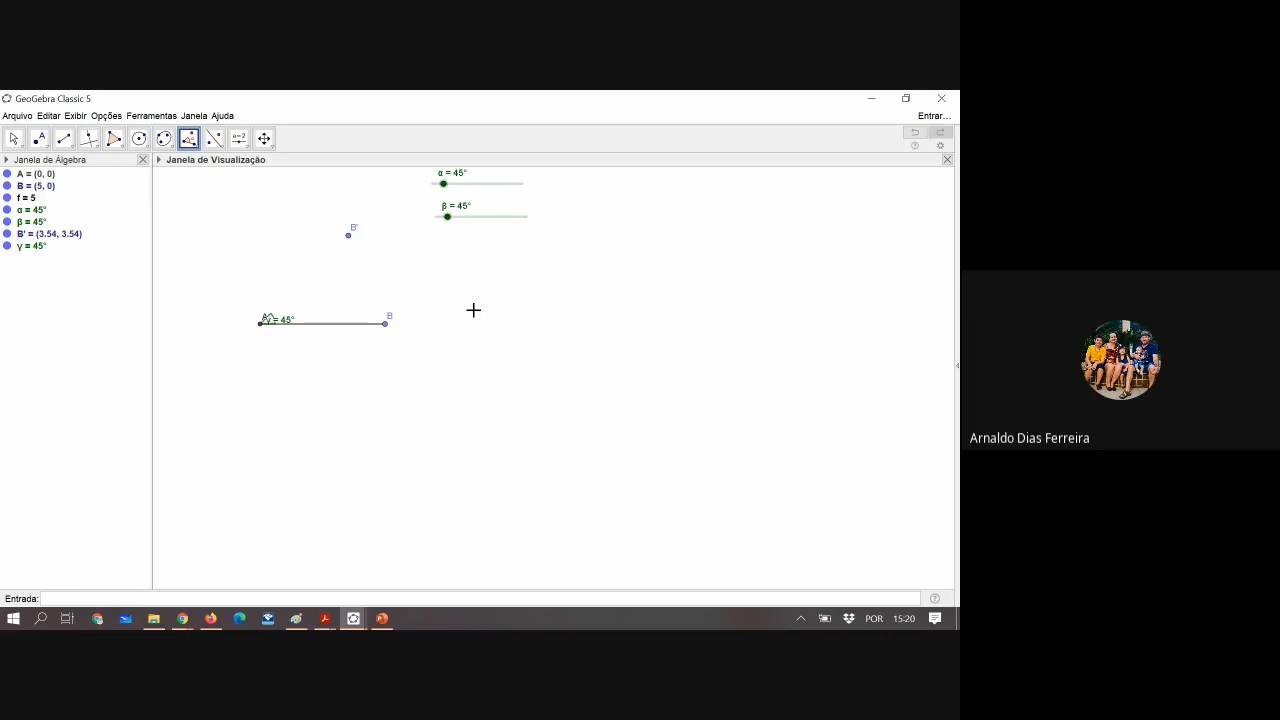 GeoGebra Classic 5
Arquivo Editar Exibir Opções Ferramentas Janela Ajuda
Entrar...
a=2
Janela de Álgebra
Janela de Visualização
A = (0, 0)
B = (5, 0)
f = 5
α = 45°
β = 45°
B' = (3.54, 3.54)
γ = 45°
α = 45°
β = 45°
B'
A
γ = 45°
B
Arnaldo Dias Ferreira
Entrada:
POR
15:20